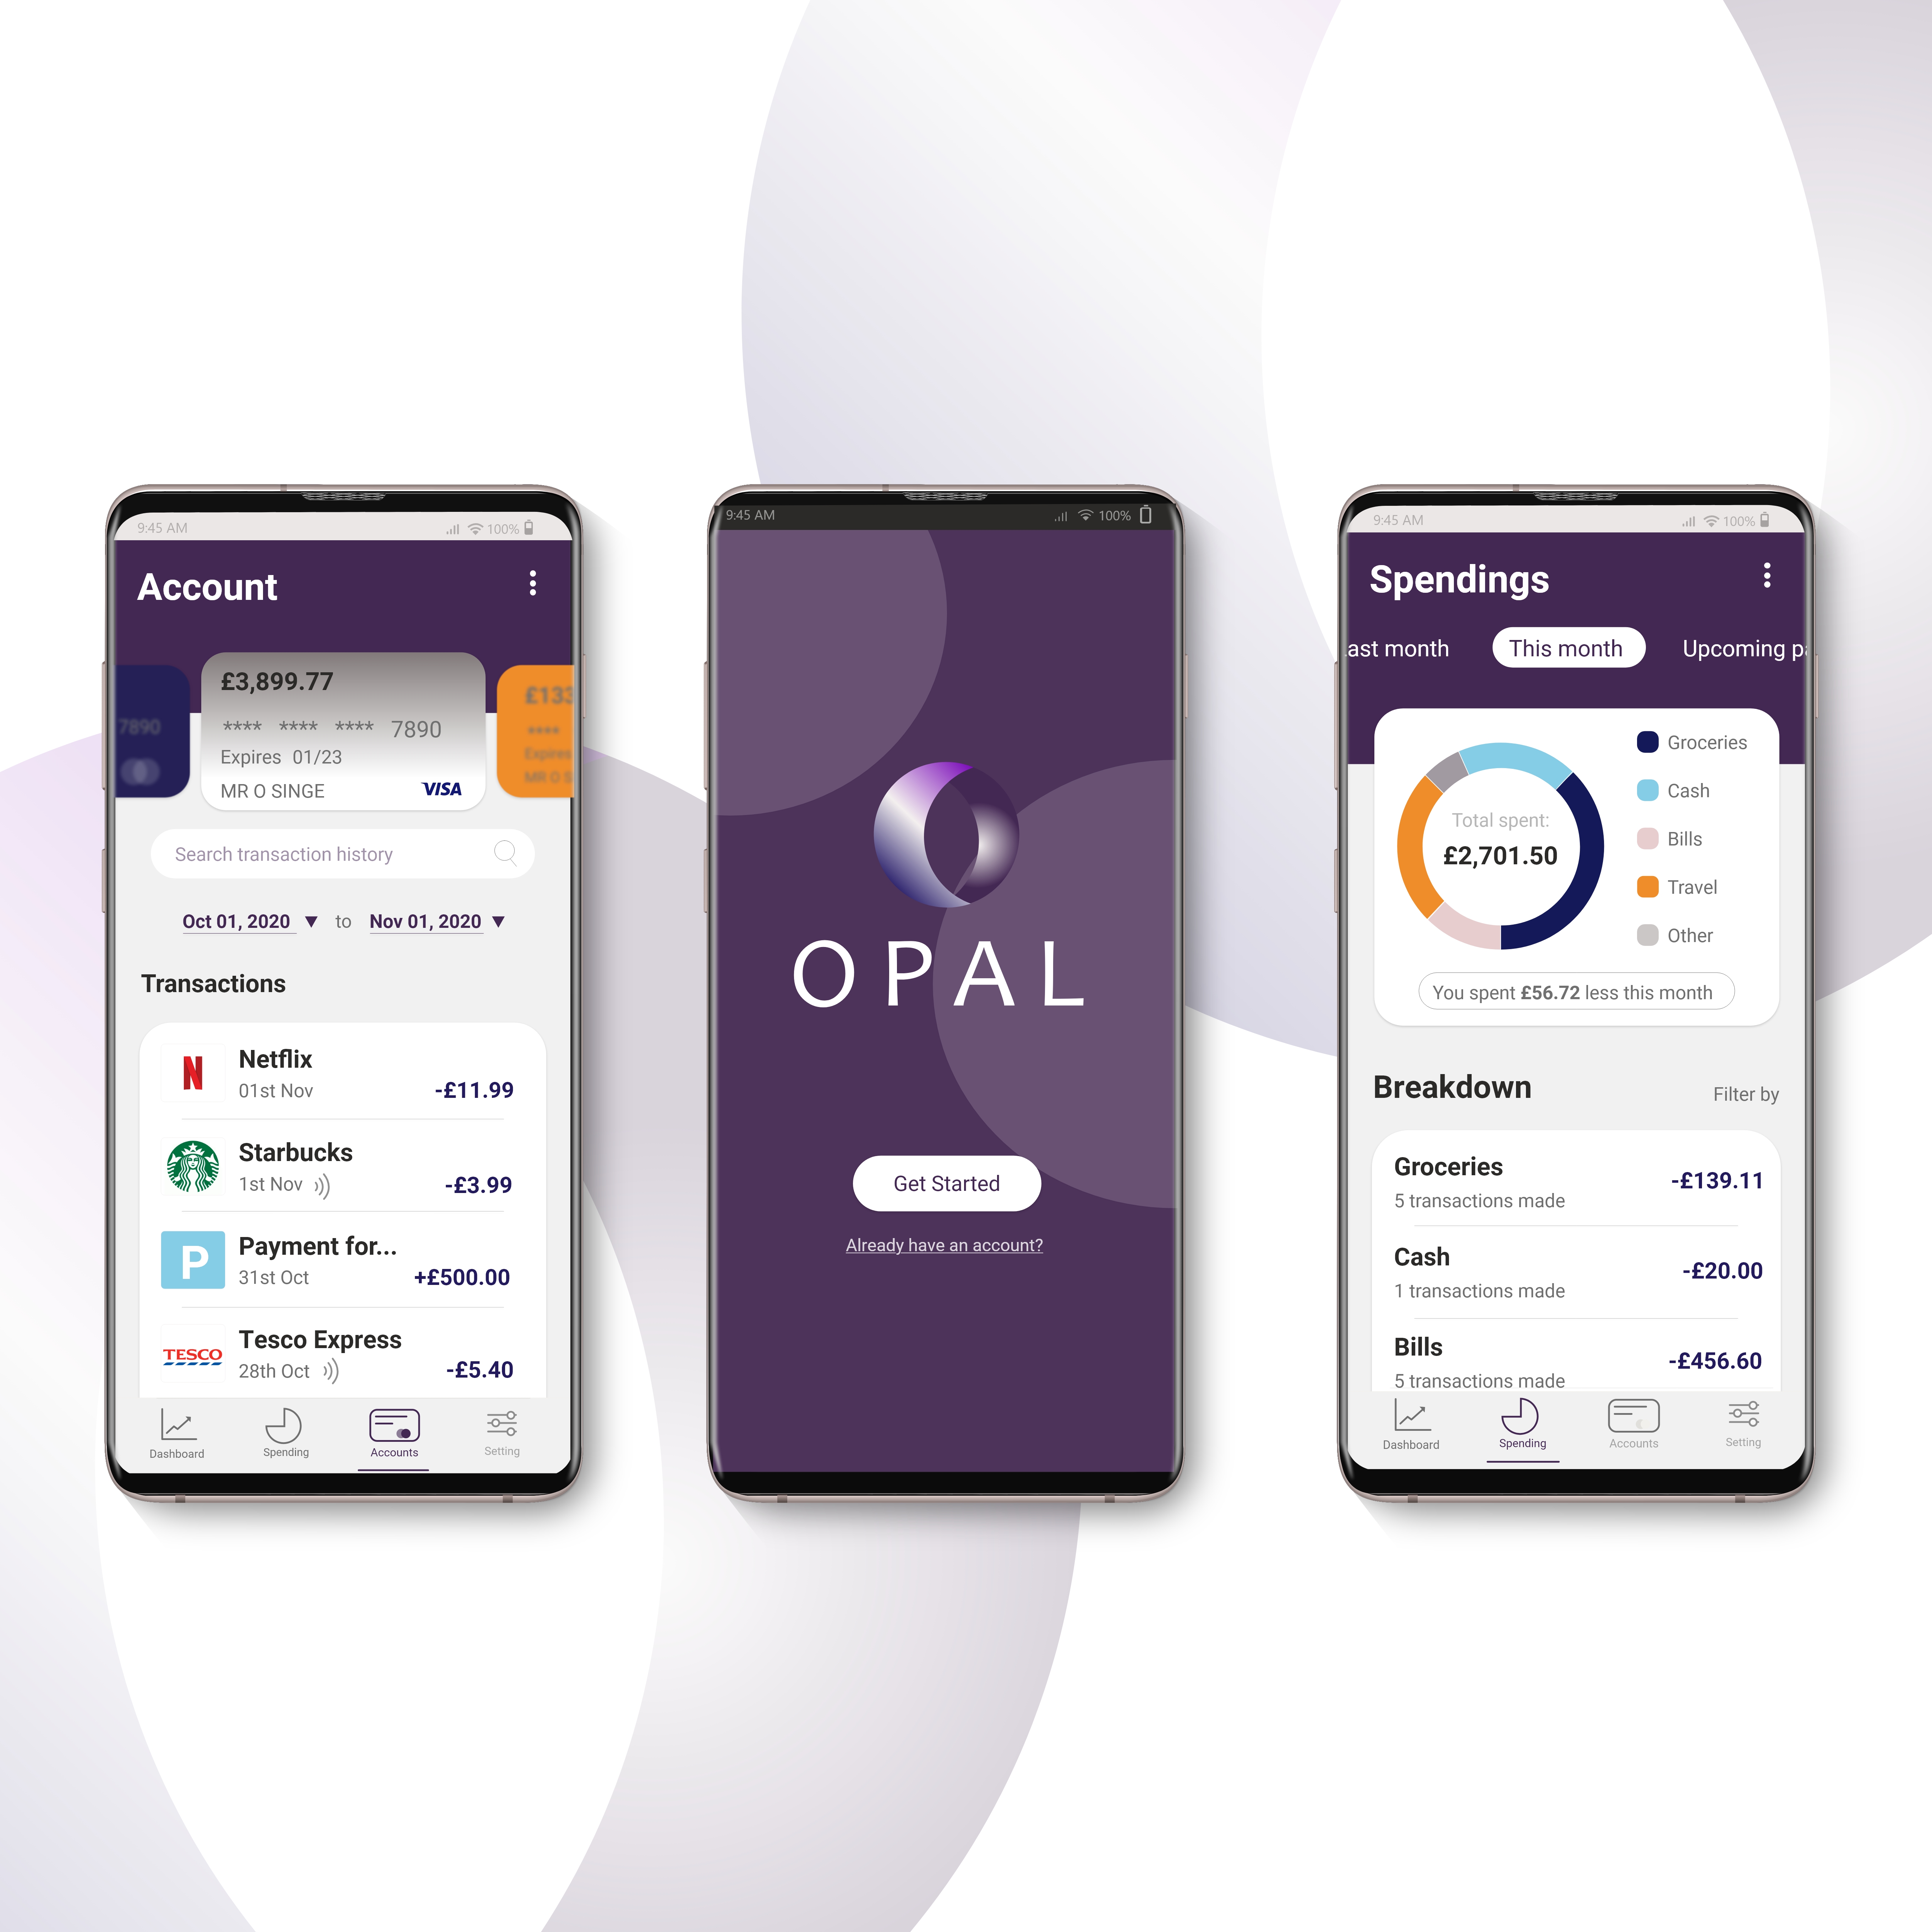 9:45 AM
100%
Account
£3,899.77
**** **** **** 7890
Expires 01/23
MR O SINGE
VISA
7890
£133
****
Expires
MR O S
Search transaction history
Oct 01, 2020 ▼ to Nov 01, 2020 ▼
Transactions
Netflix
01st Nov
-£11.99
Starbucks
1st Nov
-£3.99
P
Payment for...
31st Oct
+£500.00
TESCO
Tesco Express
28th Oct
-£5.40
Dashboard
Spending
Accounts
Setting
9:45 AM
100%
OPAL
Get Started
Already have an account?
9:45 AM
100%
Spendings
ast month
This month
Upcoming pa
Total spent:
£2,701.50
Groceries
Cash
Bills
Travel
Other
You spent £56.72 less this month
Breakdown
Filter by
Groceries
5 transactions made
-£139.11
Cash
1 transactions made
-£20.00
Bills
5 transactions made
-£456.60
Dashboard
Spending
Accounts
Setting